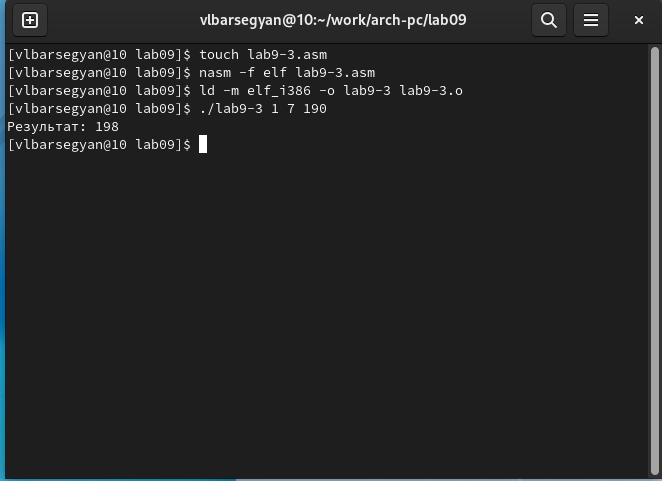 vlbarsegyan@10:~/work/arch-pc/lab09
[vlbarsegyan@10 lab09]$ touch lab9-3.asm
[vlbarsegyan@10 lab09]$ nasm -f elf lab9-3.asm
[vlbarsegyan@10 lab09]$ ld -m elf_i386 -o lab9-3 lab9-3.o
[vlbarsegyan@10 lab09]$ ./lab9-3 1 7 190
Результат: 198
[vlbarsegyan@10 lab09]$